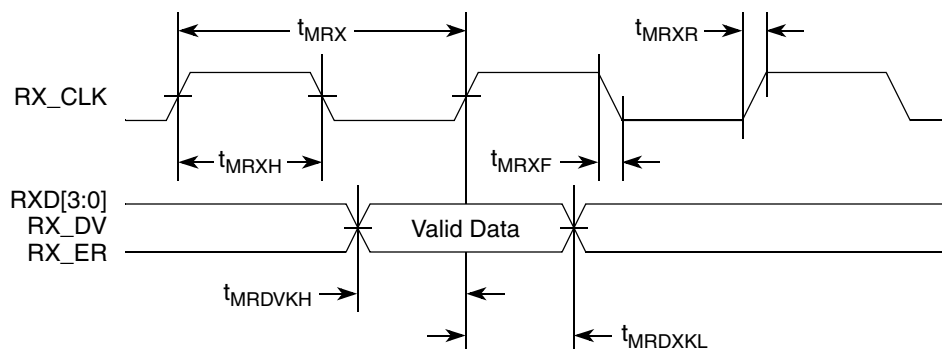 tMRX
tMRXR
RX_CLK
tMRXH
tMRXF
RXD[3:0]
RX_DV
RX_ER
Valid Data
tMRDVKH
tMRDXKL